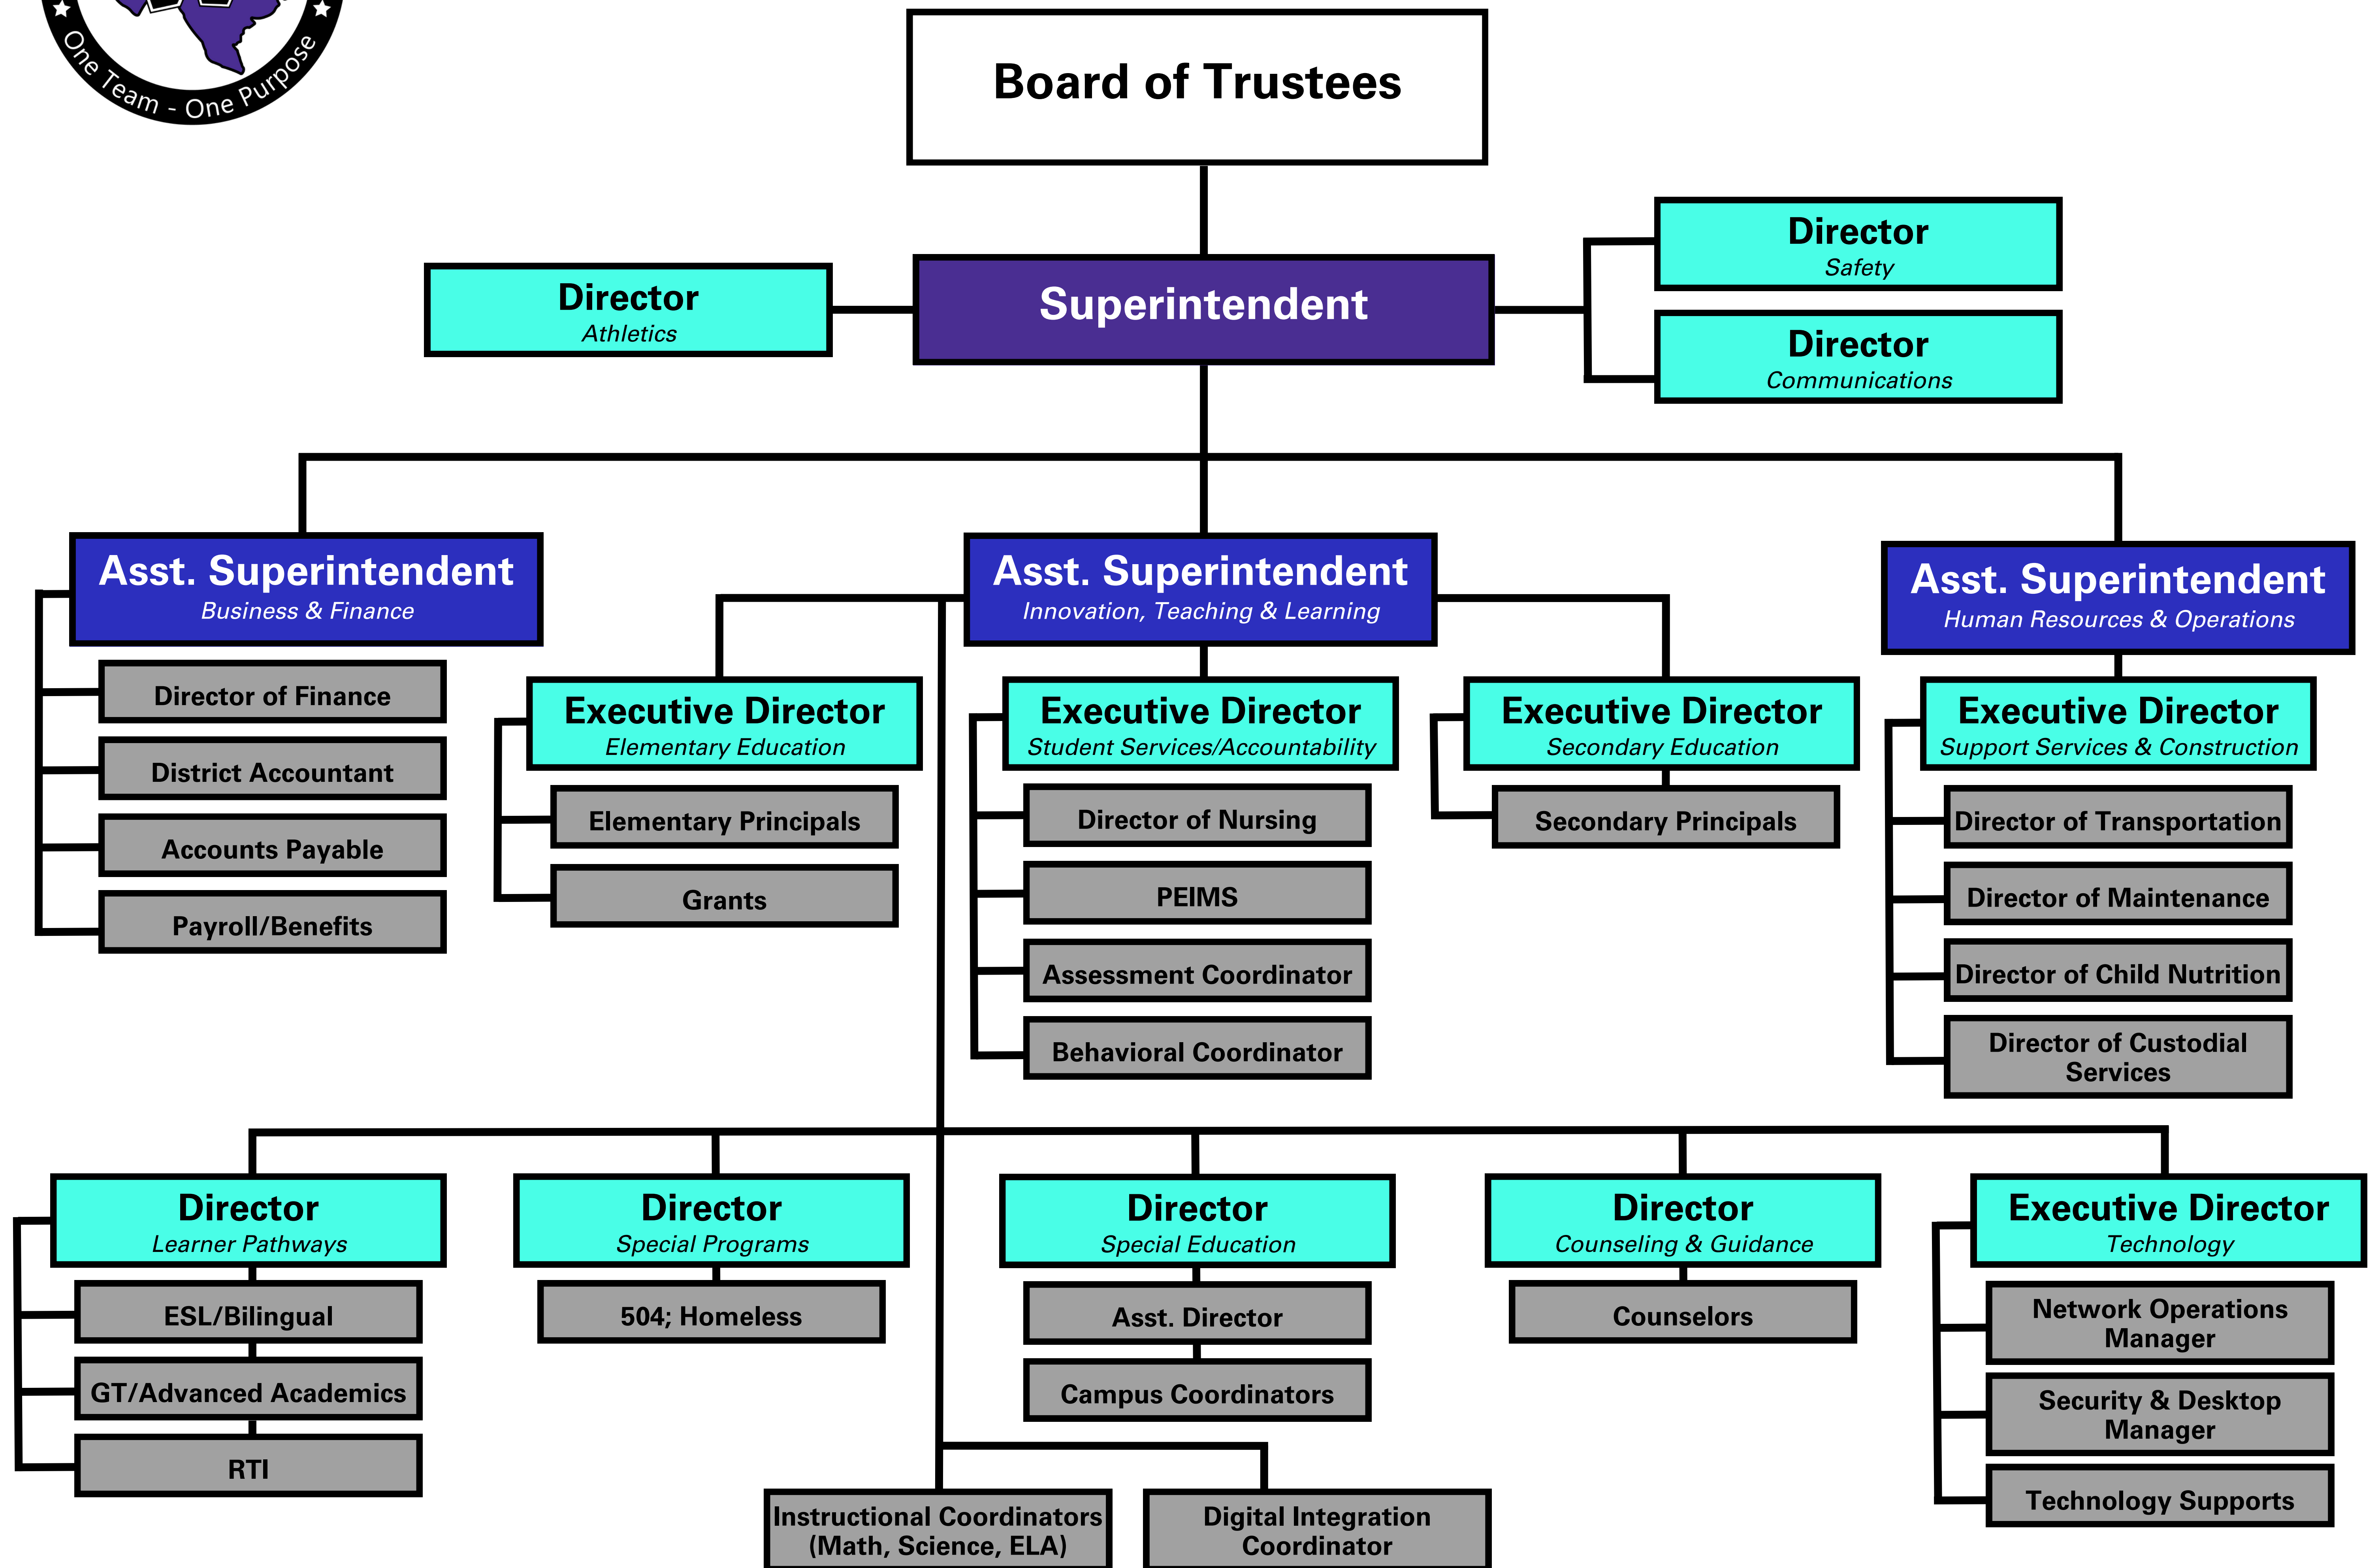 One Team - One Purpose
Board of Trustees
Director
Safety
Director
Athletics
Superintendent
Director
Communications
Asst. Superintendent
Business & Finance
Asst. Superintendent
Innovation, Teaching & Learning
Asst. Superintendent
Human Resources & Operations
Director of Finance
District Accountant
Accounts Payable
Payroll/Benefits
Executive Director
Elementary Education
Elementary Principals
Grants
Executive Director
Student Services/Accountability
Director of Nursing
PEIMS
Assessment Coordinator
Behavioral Coordinator
Executive Director
Secondary Education
Secondary Principals
Executive Director
Support Services & Construction
Director of Transportation
Director of Maintenance
Director of Child Nutrition
Director of Custodial
Services
Director
Learner Pathways
ESL/Bilingual
GT/Advanced Academics
RTI
Director
Special Programs
504; Homeless
Director
Special Education
Asst. Director
Campus Coordinators
Director
Counseling & Guidance
Counselors
Executive Director
Technology
Network Operations
Manager
Security & Desktop
Manager
Technology Supports
Instructional Coordinators
(Math, Science, ELA)
Digital Integration
Coordinator